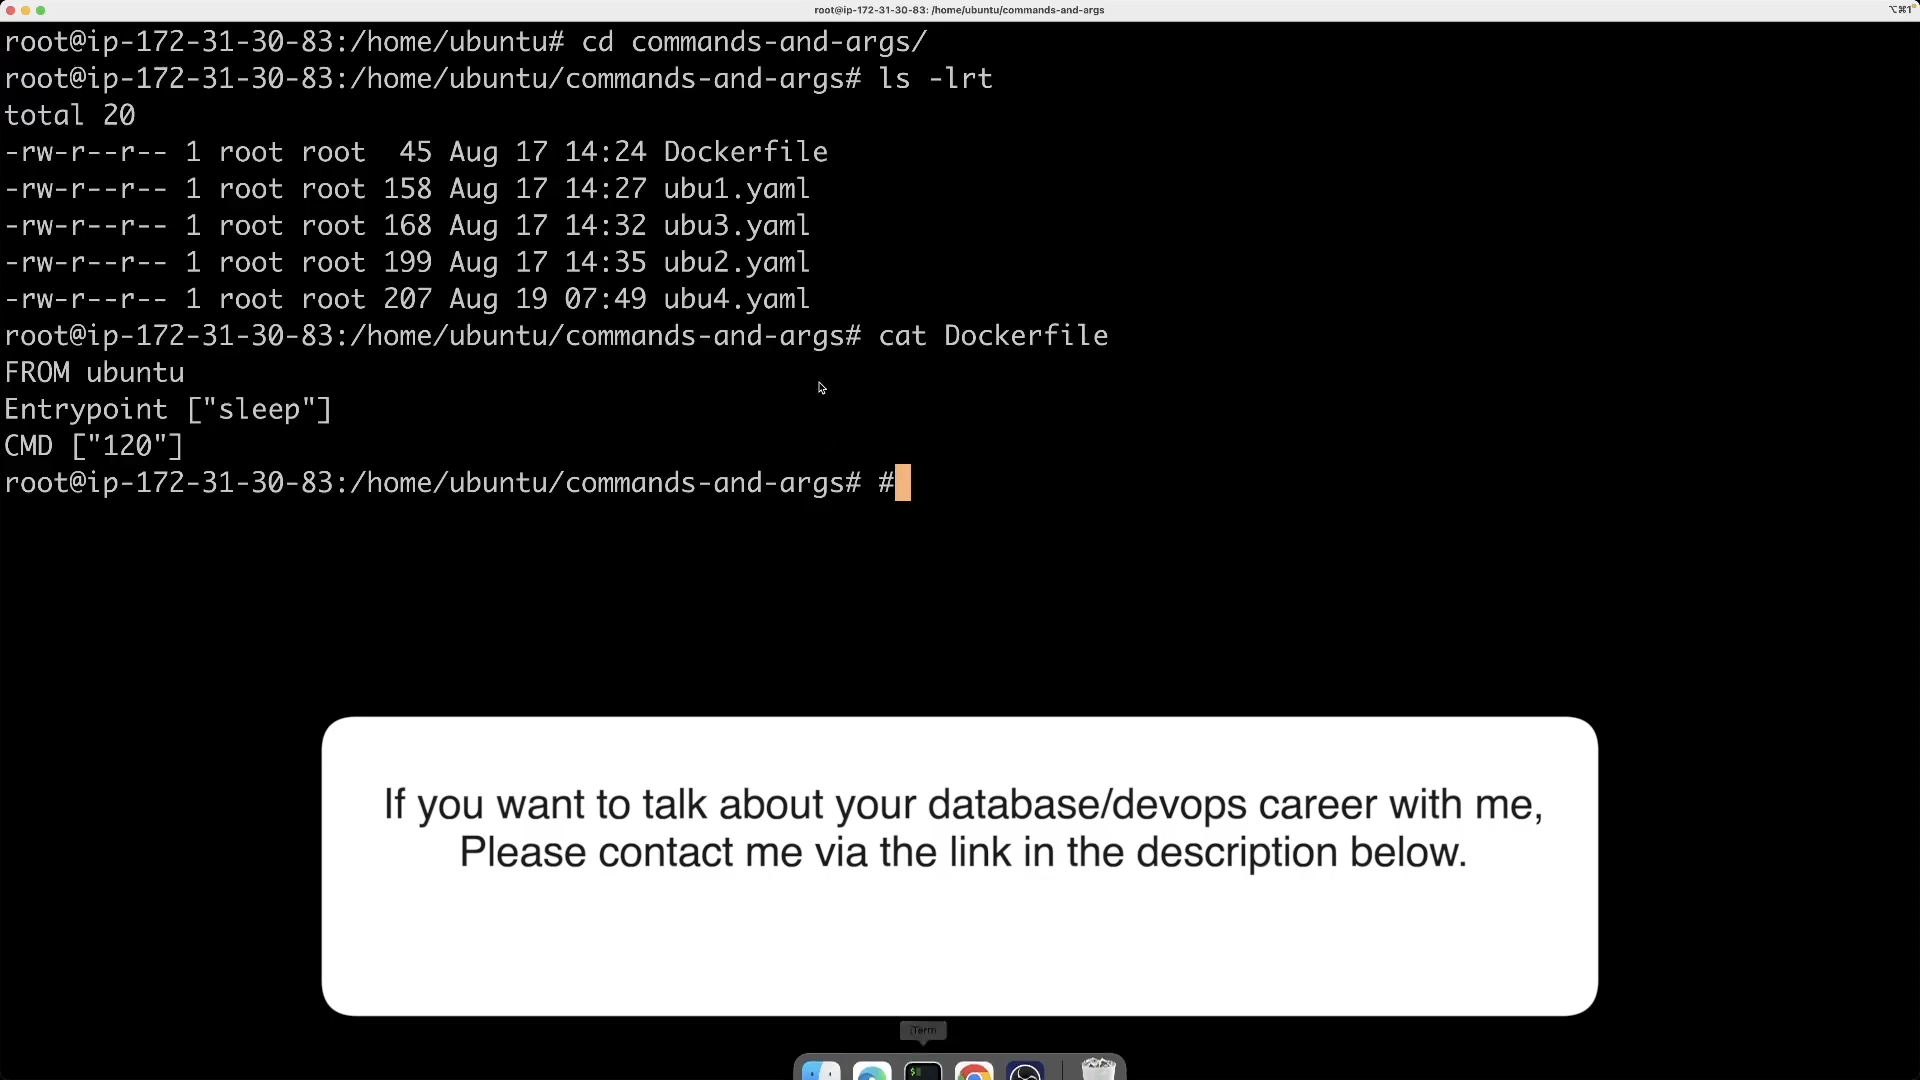 root@ip-172-31-30-83: /home/ubuntu/commands-and-args
⌥⌘1
root@ip-172-31-30-83:/home/ubuntu# cd commands-and-args/
root@ip-172-31-30-83:/home/ubuntu/commands-and-args# ls -lrt
total 20
-rw-r--r-- 1 root root  45 Aug 17 14:24 Dockerfile
-rw-r--r-- 1 root root 158 Aug 17 14:27 ubu1.yaml
-rw-r--r-- 1 root root 168 Aug 17 14:32 ubu3.yaml
-rw-r--r-- 1 root root 199 Aug 17 14:35 ubu2.yaml
-rw-r--r-- 1 root root 207 Aug 19 07:49 ubu4.yaml
root@ip-172-31-30-83:/home/ubuntu/commands-and-args# cat Dockerfile
FROM ubuntu
Entrypoint ["sleep"]
CMD ["120"]
root@ip-172-31-30-83:/home/ubuntu/commands-and-args# #
If you want to talk about your database/devops career with me,
Please contact me via the link in the description below.
iTerm
$